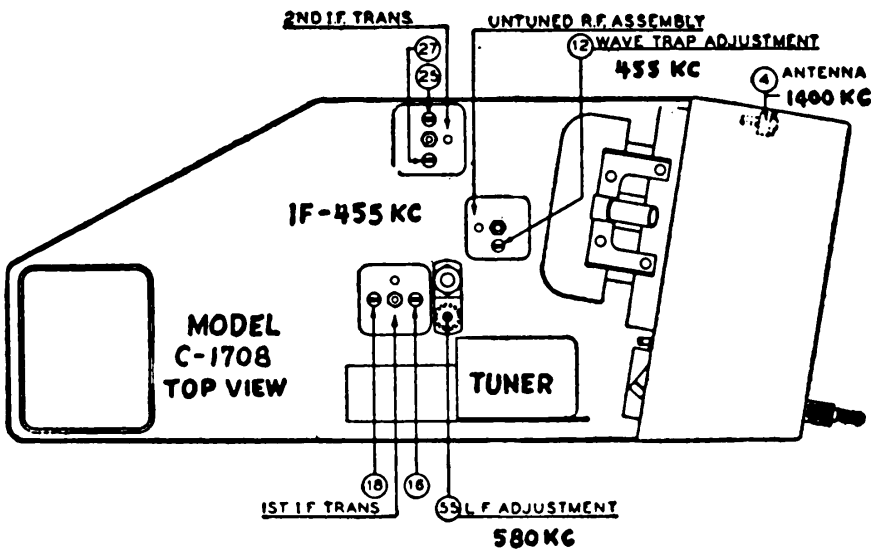 2ND I.F. TRANS
UNTUNED R.F. ASSEMBLY
27
12 WAVE TRAP ADJUSTMENT
25
455 KC
4 ANTENNA
1400 KC
IF-455 KC
MODEL
C-1708
TOP VIEW
TUNER
18
16
1ST I F TRANS
55 L F ADJUSTMENT
580 KC